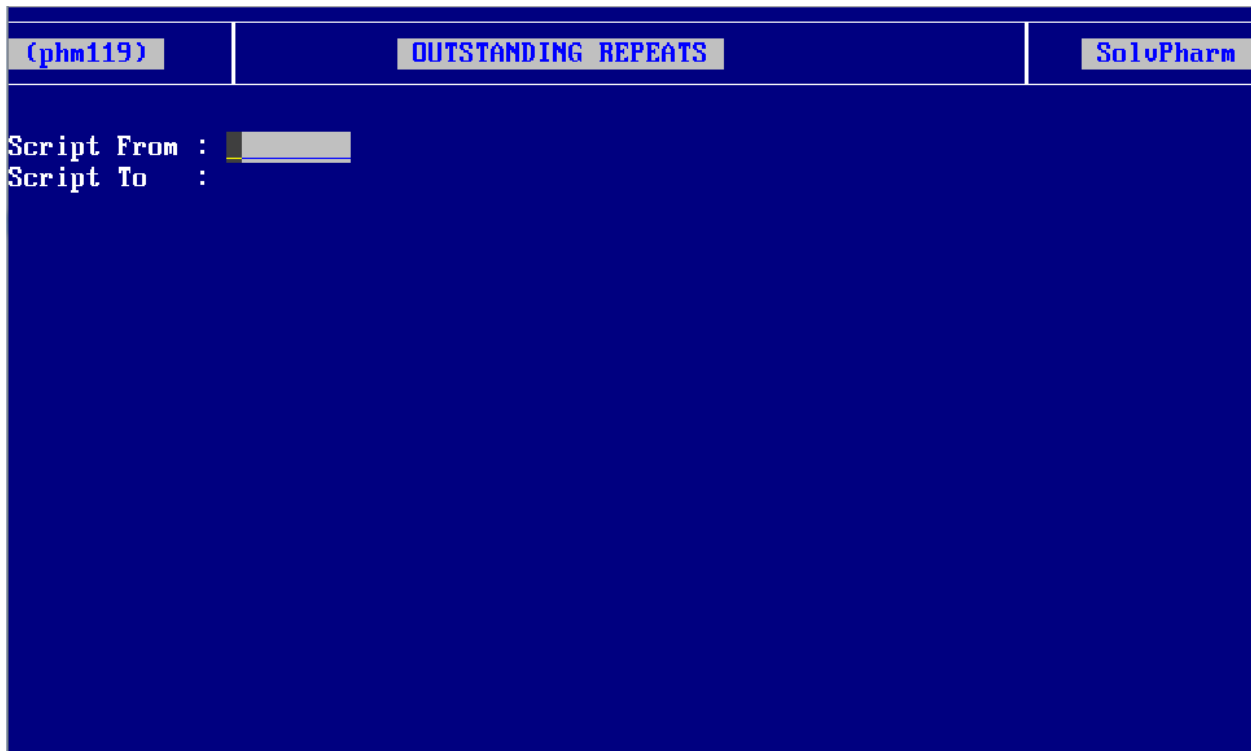 (phm119) OUTSTANDING REPEATS SolvPharm
Script From :
Script To :